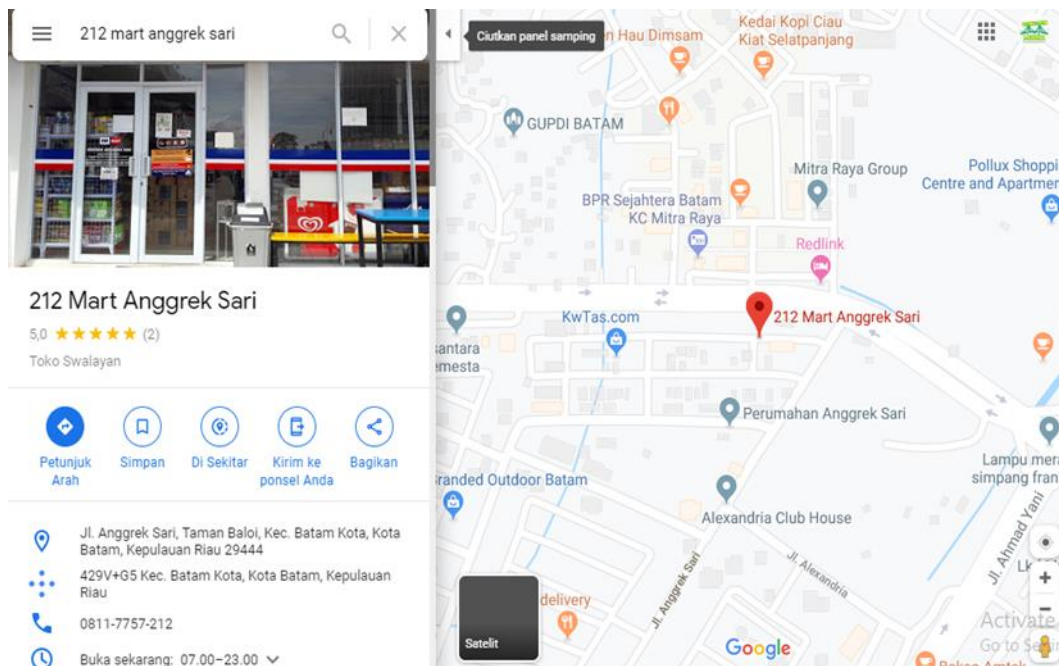 212 mart anggrek sari
Ciutkan panel samping
212 Mart Anggrek Sari
5,0
(2)
Toko Swalayan
Petunjuk
Arah
Simpan
Di Sekitar
Kirim ke
ponsel Anda
Bagikan
Jl. Anggrek Sari, Taman Baloi, Kec. Batam Kota, Kota
Batam, Kepulauan Riau 29444
429V+G5 Kec. Batam Kota, Kota Batam, Kepulauan
Riau
0811-7757-212
Buka sekarang: 07.00–23.00
Hau Dimsam
Kedai Kopi Ciau
Kiat Selatpanjang
GUPDI BATAM
Mitra Raya Group
Pollux Shoppi
Centre and Apartmen
BPR Sejahtera Batam
KC Mitra Raya
Redlink
KwTas.com
212 Mart Anggrek Sari
santara
emesta
Perumahan Anggrek Sari
Lampu mera
simpang fran
randed Outdoor Batam
Alexandria Club House
Jl. Ahmad Yani
Jl. Alexandria
Jl. Anggrek Sari
delivery
Satelit
Google
Activate
Go to Se